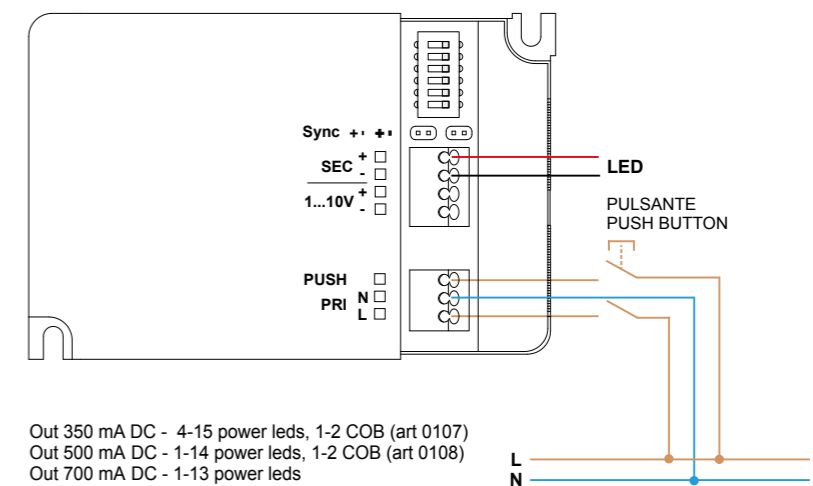 Sync + - + -
SEC + -
1...10V + -
LED
PULSANTE
PUSH BUTTON
PUSH
PRI N
L
Out 350 mA DC - 4-15 power leds, 1-2 COB (art 0107)
Out 500 mA DC - 1-14 power leds, 1-2 COB (art 0108)
Out 700 mA DC - 1-13 power leds
L
N